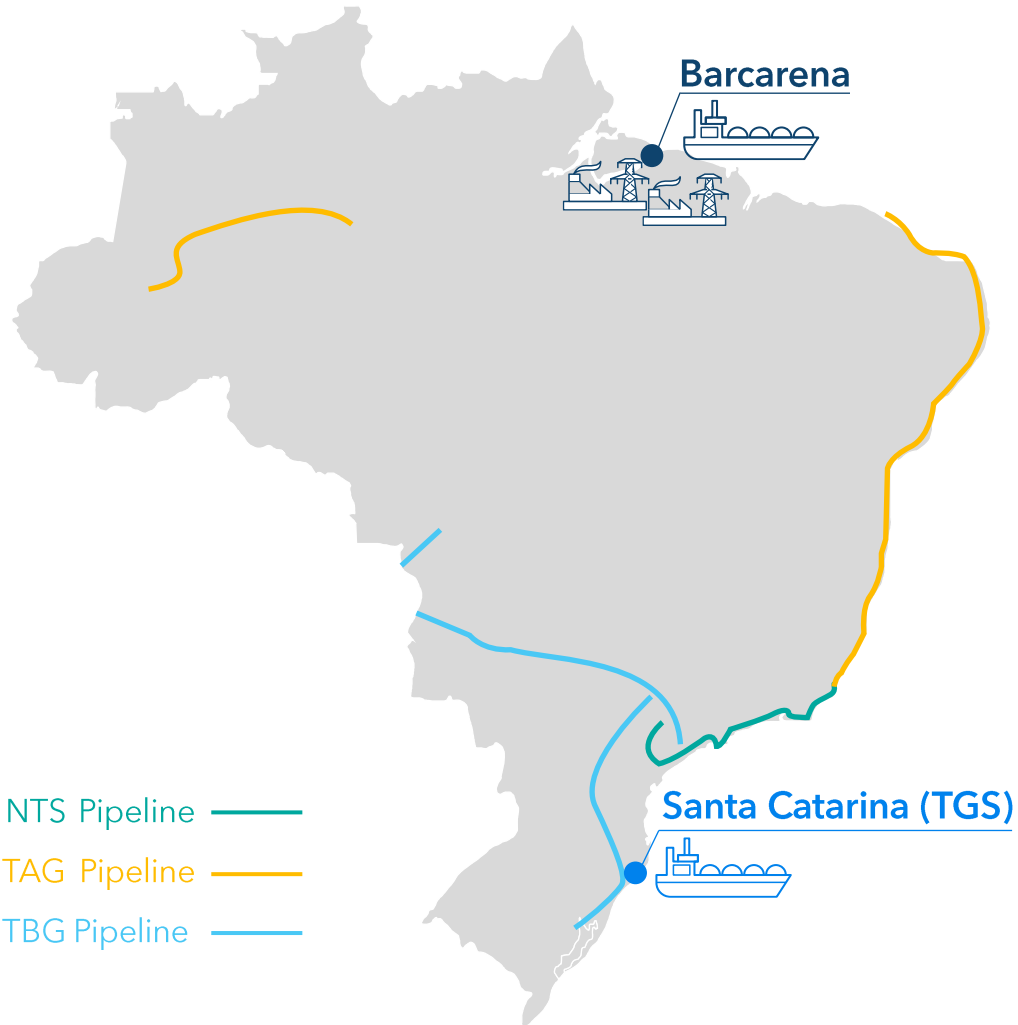 Barcarena
Santa Catarina (TGS)
NTS Pipeline
TAG Pipeline
TBG Pipeline